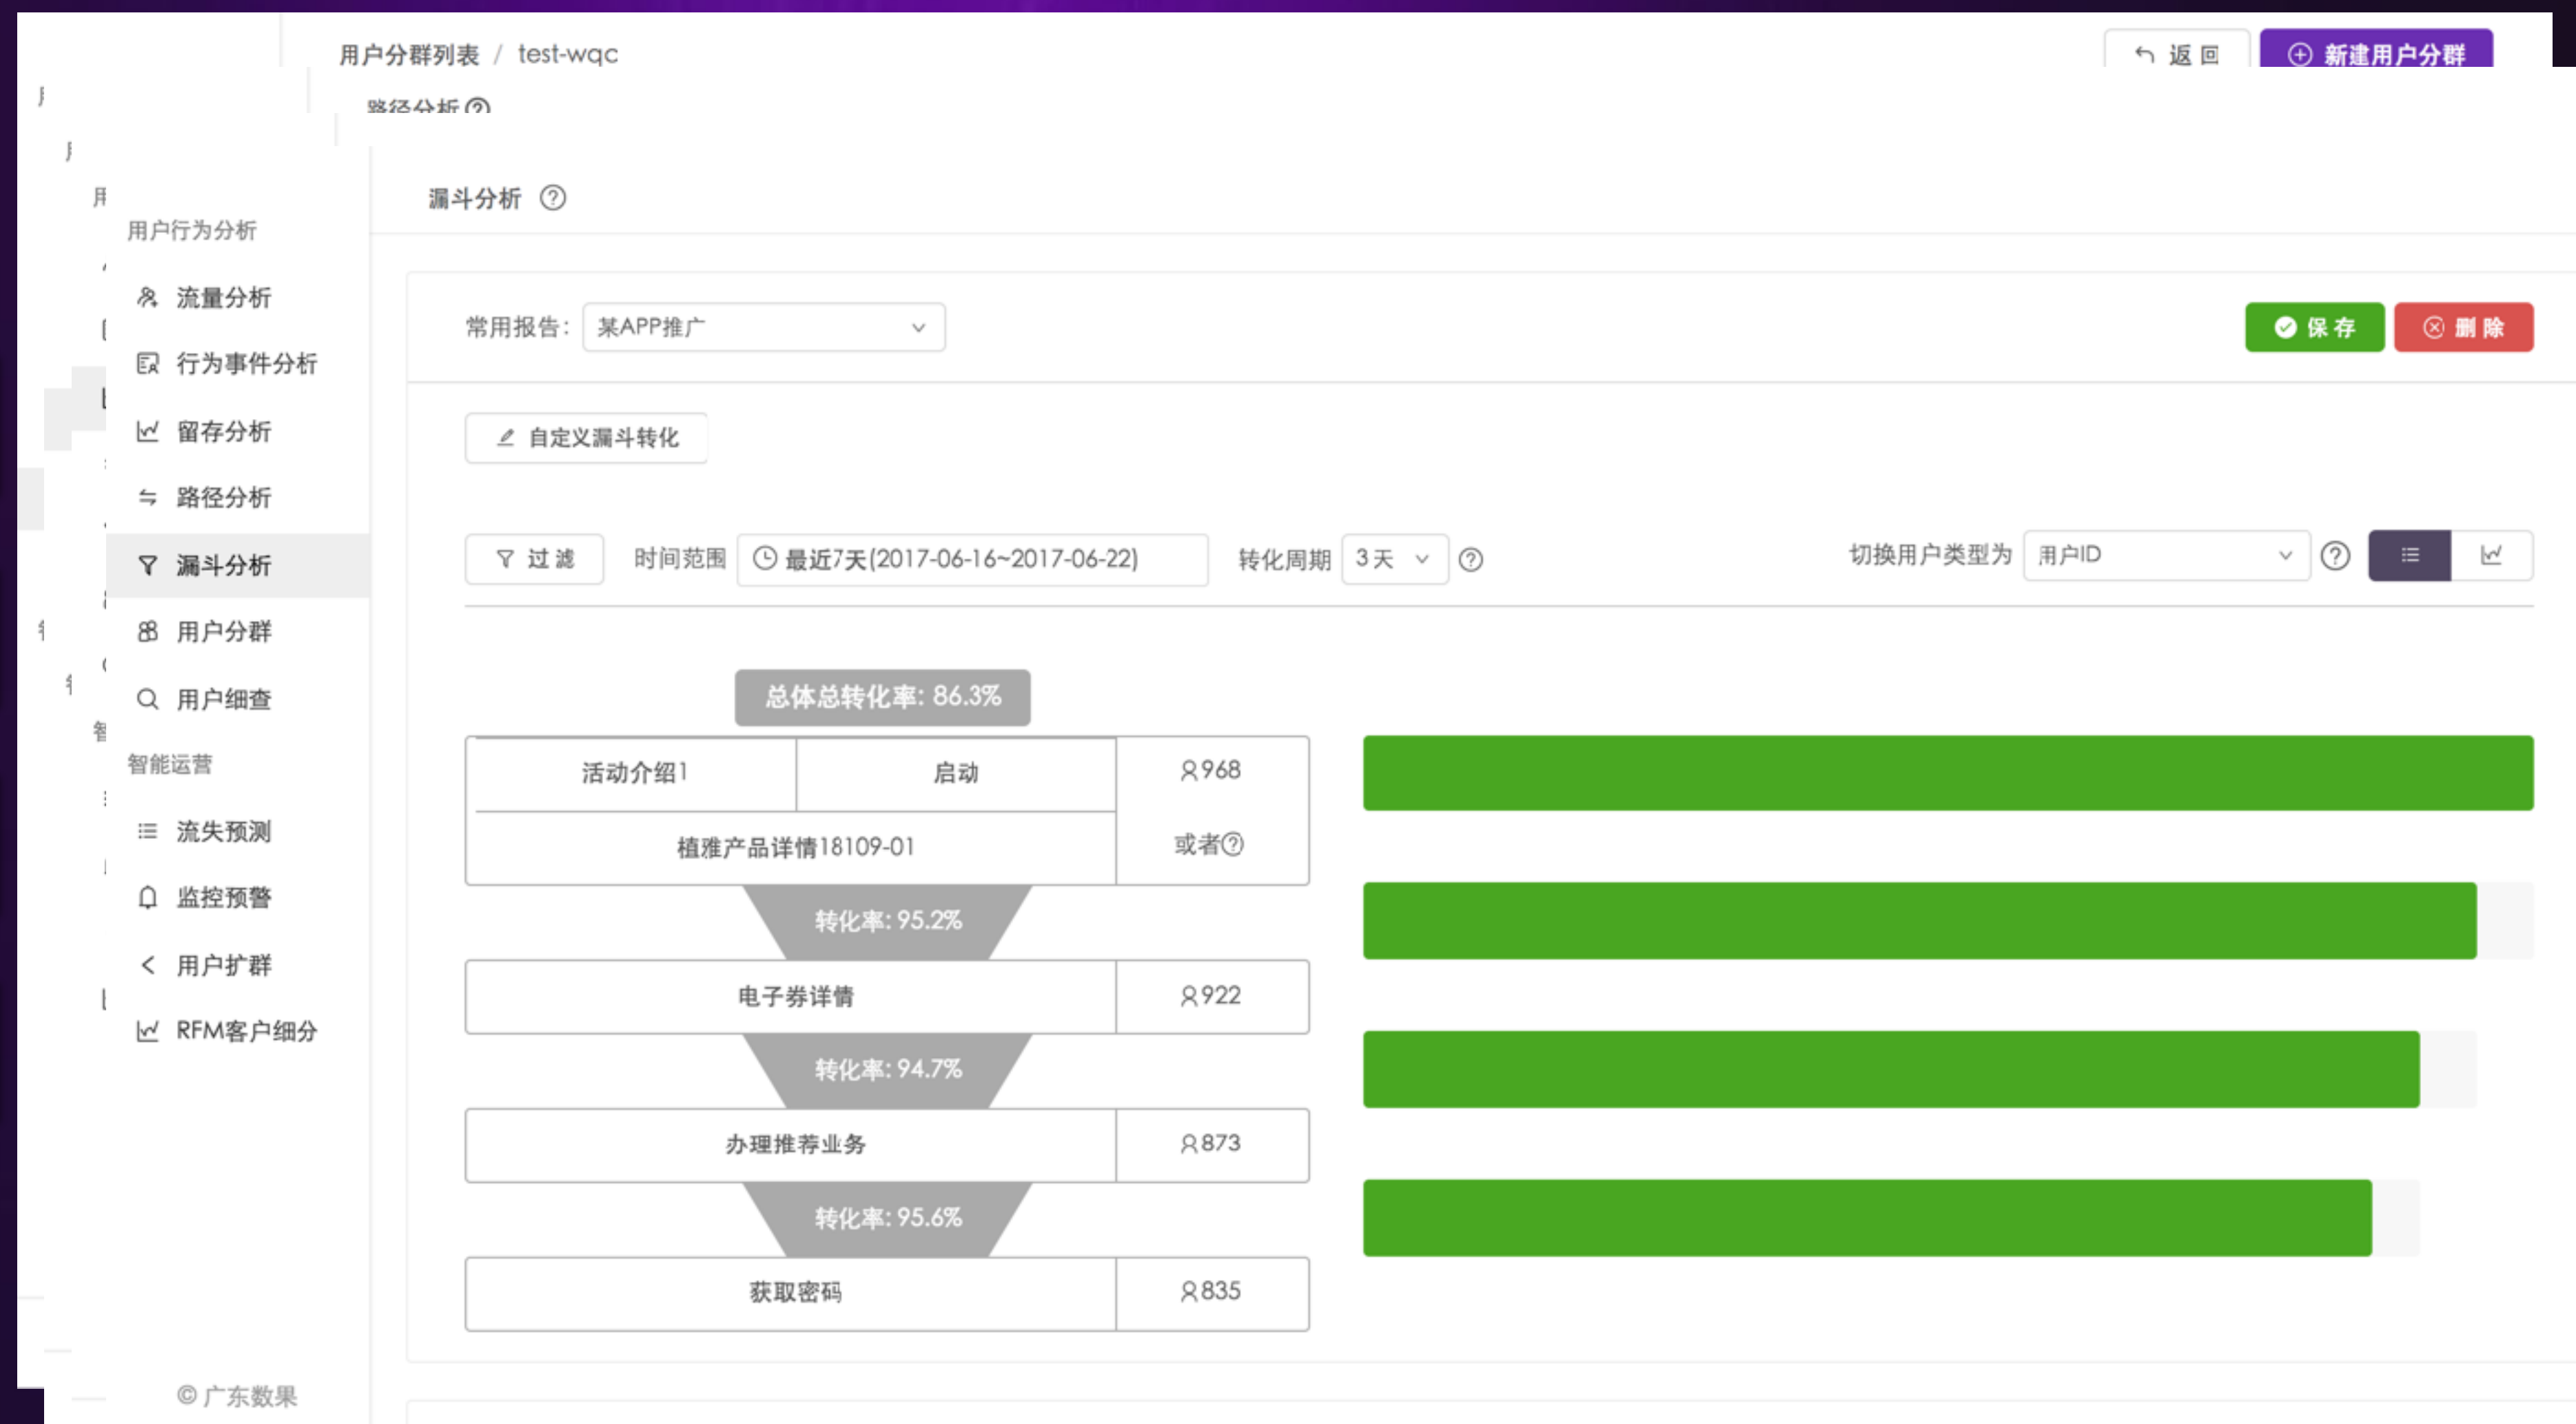 用户分群列表 / test-wqc
返回
新建用户分群
路径分析
漏斗分析
用户行为分析
流量分析
行为事件分析
留存分析
路径分析
漏斗分析
用户分群
用户细查
智能运营
流失预测
监控预警
用户扩群
RFM客户细分
© 广东数果
常用报告: 某APP推广
保存
删除
自定义漏斗转化
过滤
时间范围 最近7天(2017-06-16~2017-06-22)
转化周期 3天
切换用户类型为 用户ID
总体总转化率: 86.3%
活动介绍1 启动 968
植雅产品详情18109-01 或者
转化率: 95.2%
电子券详情 922
转化率: 94.7%
办理推荐业务 873
转化率: 95.6%
获取密码 835